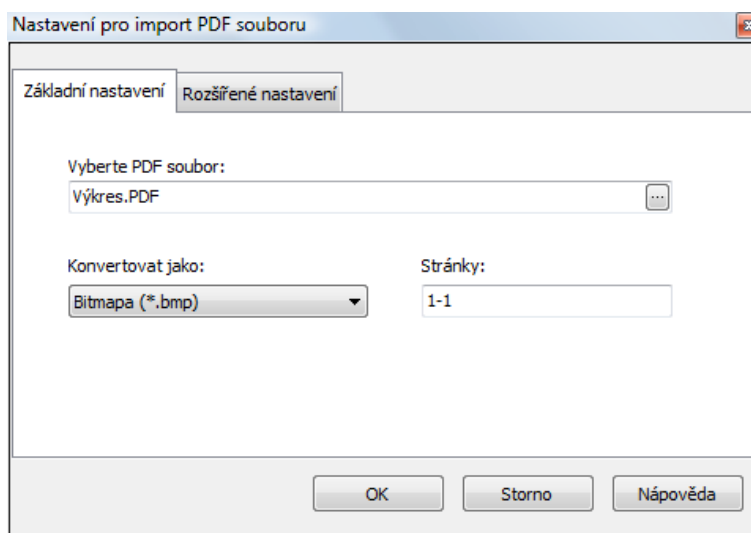 Nastavení pro import PDF souboru
Základní nastavení Rozšířené nastavení
Vyberte PDF soubor:
Výkres.PDF ...
Konvertovat jako: Stránky:
Bitmapa (*.bmp) 1-1
OK Storno Nápověda